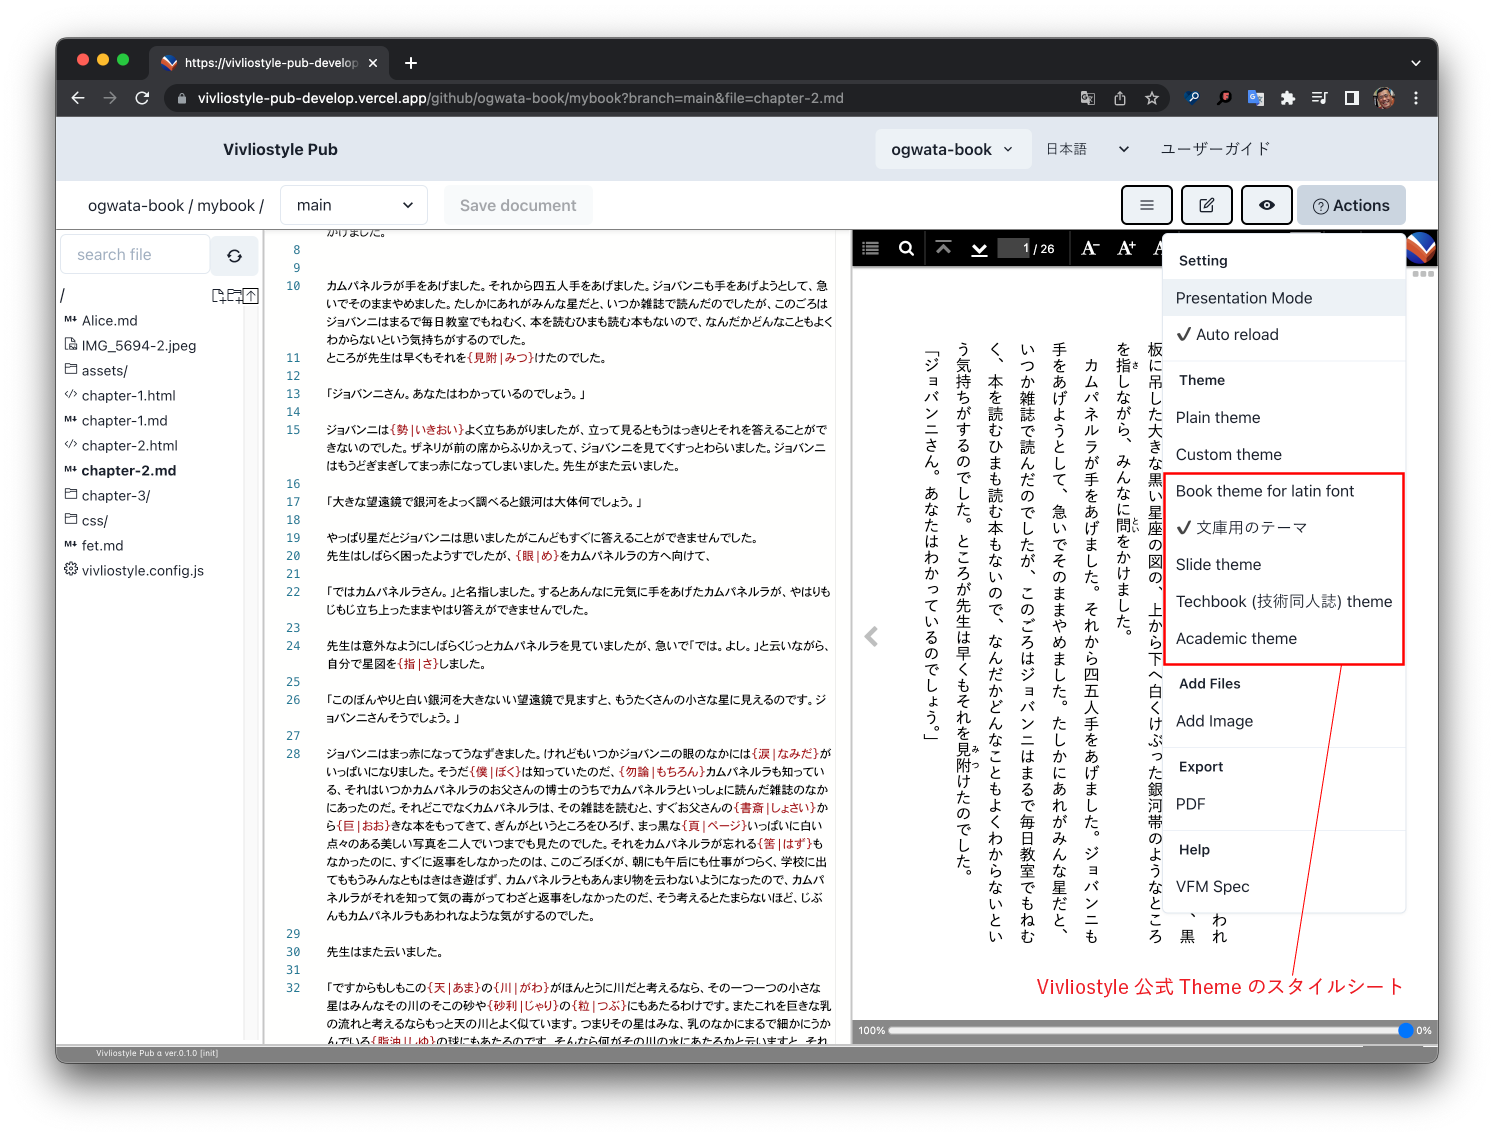 https://vivliostyle-pub-develop
vivliostyle-pub-develop.vercel.app/github/ogwata-book/mybook?branch=main&file=chapter-2.md
Vivliostyle Pub
ogwata-book
日本語
ユーザーガイド
ogwata-book / mybook /
main
Save document
Actions
search file
/
Alice.md
IMG_5694-2.jpeg
assets/
chapter-1.html
chapter-1.md
chapter-2.html
chapter-2.md
chapter-3/
css/
fet.md
vivliostyle.config.js
かけました。
8
9
10 カムパネルラが手をあげました。それから四五人手をあげました。ジョバンニも手をあげようとして、急
いでそのままやめました。たしかにあれがみんな星だと、いつか雑誌で読んだのでしたが、このごろは
ジョバンニはまるで毎日教室でもねむく、本を読むひまも読む本もないので、なんだかどんなこともよく
わからないという気持ちがするのでした。
11 ところが先生は早くもそれを{見附|みつ}けたのでした。
12
13 「ジョバンニさん。あなたはわかっているのでしょう。」
14
15 ジョバンニは{勢|いきおい}よく立ちあがりましたが、立って見るともうはっきりとそれを答えることがで
きないのでした。ザネリが前の席からふりかえって、ジョバンニを見てくすっとわらいました。ジョバンニ
はもうどぎまぎしてまっ赤になってしまいました。先生がまた云いました。
16
17 「大きな望遠鏡で銀河をよっく調べると銀河は大体何でしょう。」
18
19 やっぱり星だとジョバンニは思いましたがこんどもすぐに答えることができませんでした。
20 先生はしばらく困ったようすでしたが、{眼|め}をカムパネルラの方へ向けて、
21
22 「ではカムパネルラさん。」と名指しました。するとあんなに元気に手をあげたカムパネルラが、やはりも
じもじ立ち上ったままやはり答えができませんでした。
23
24 先生は意外なようにしばらくじっとカムパネルラを見ていましたが、急いで「では。よし。」と云いながら、
自分で星図を{指|さ}しました。
25
26 「このぼんやりと白い銀河を大きないい望遠鏡で見ますと、もうたくさんの小さな星に見えるのです。ジ
ョバンニさんそうでしょう。」
27
28 ジョバンニはまっ赤になってうなずきました。けれどもいつかジョバンニの眼のなかには{涙|なみだ}が
いっぱいになりました。そうだ{僕|ぼく}は知っていたのだ、{勿論|もちろん}カムパネルラも知ってい
る、それはいつかカムパネルラのお父さんの博士のうちでカムパネルラといっしょに読んだ雑誌のなか
にあったのだ。それどこでなくカムパネルラは、その雑誌を読むと、すぐお父さんの{書斎|しょさい}か
ら{巨|おお}きな本をもってきて、ぎんがというところをひろげ、まっ黒な{頁|ページ}いっぱいに白い
点々のある美しい写真を二人でいつまでも見たのでした。それをカムパネルラが忘れる{筈|はず}も
なかったのに、すぐに返事をしなかったのは、このごろぼくが、朝にも午后にも仕事がつらく、学校に出
てももうみんなともはきはき遊ばず、カムパネルラともあんまり物を云わないようになったので、カムパ
ネルラがそれを知って気の毒がってわざと返事をしなかったのだ、そう考えるとたまらないほど、じぶ
んもカムパネルラもあわれなような気がするのでした。
29
30 先生はまた云いました。
31
32 「ですからもしもこの{天|あま}の{川|がわ}がほんとうに川だと考えるなら、その一つ一つの小さな
星はみんなその川のそこの砂や{砂利|じゃり}の{粒|つぶ}にもあたるわけです。またこれを巨きな乳
の流れと考えるならもっと天の川とよく似ています。つまりその星はみな、乳のなかにまるで細かにうか
んでいる{脂油|しゆ}の球にもあたるのです。そんなら何がその川の水にあたるかと云いますと、それ
1 / 26
A− A+ A
われ
、黒
板に吊した大きな黒い星座の図の、上から下へ白くけぶった銀河帯のようなところ
を指さしながら、みんなに問といをかけました。
カムパネルラが手をあげました。それから四五人手をあげました。ジョバンニも
手をあげようとして、急いでそのままやめました。たしかにあれがみんな星だと、
いつか雑誌で読んだのでしたが、このごろはジョバンニはまるで毎日教室でもねむ
く、本を読むひまも読む本もないので、なんだかどんなこともよくわからないとい
う気持ちがするのでした。ところが先生は早くもそれを見附みつけたのでした。
「ジョバンニさん。あなたはわかっているのでしょう。」
Setting
Presentation Mode
✓ Auto reload
Theme
Plain theme
Custom theme
Book theme for latin font
✓ 文庫用のテーマ
Slide theme
Techbook (技術同人誌) theme
Academic theme
Add Files
Add Image
Export
PDF
Help
VFM Spec
Vivliostyle 公式 Theme のスタイルシート
100%
0%
Vivliostyle Pub α ver.0.1.0 [init]